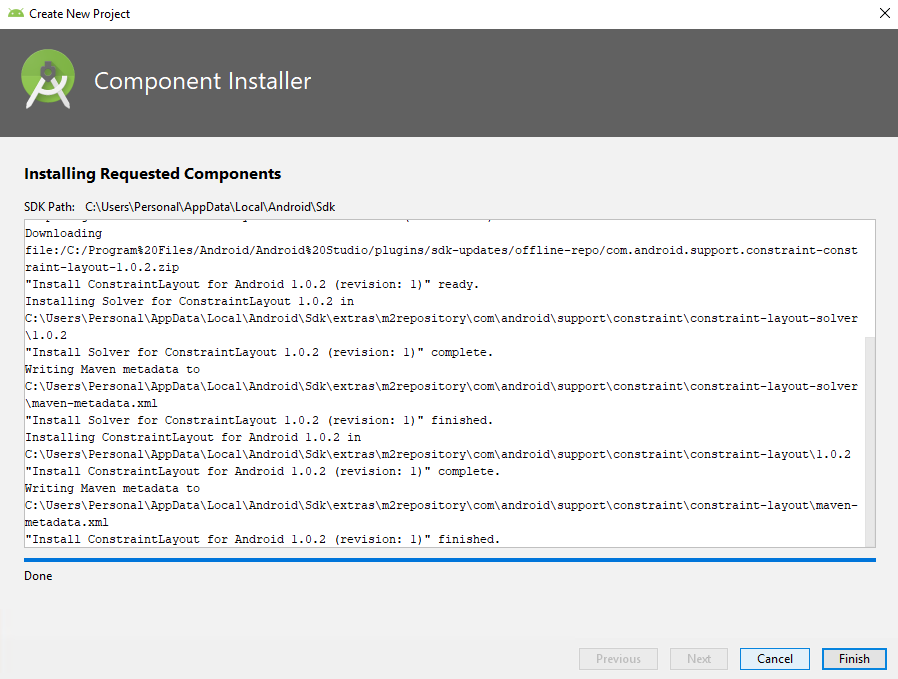 Create New Project
Component Installer
Installing Requested Components
SDK Path: C:\Users\Personal\AppData\Local\Android\Sdk
Downloading
file:/C:/Program%20Files/Android/Android%20Studio/plugins/sdk-updates/offline-repo/com.android.support.constraint-const
raint-layout-1.0.2.zip
"Install ConstraintLayout for Android 1.0.2 (revision: 1)" ready.
Installing Solver for ConstraintLayout 1.0.2 in
C:\Users\Personal\AppData\Local\Android\Sdk\extras\m2repository\com\android\support\constraint\constraint-layout-solver
\1.0.2
"Install Solver for ConstraintLayout 1.0.2 (revision: 1)" complete.
Writing Maven metadata to
C:\Users\Personal\AppData\Local\Android\Sdk\extras\m2repository\com\android\support\constraint\constraint-layout-solver
\maven-metadata.xml
"Install Solver for ConstraintLayout 1.0.2 (revision: 1)" finished.
Installing ConstraintLayout for Android 1.0.2 in
C:\Users\Personal\AppData\Local\Android\Sdk\extras\m2repository\com\android\support\constraint\constraint-layout\1.0.2
"Install ConstraintLayout for Android 1.0.2 (revision: 1)" complete.
Writing Maven metadata to
C:\Users\Personal\AppData\Local\Android\Sdk\extras\m2repository\com\android\support\constraint\constraint-layout\maven-
metadata.xml
"Install ConstraintLayout for Android 1.0.2 (revision: 1)" finished.
Done
Previous Next Cancel Finish